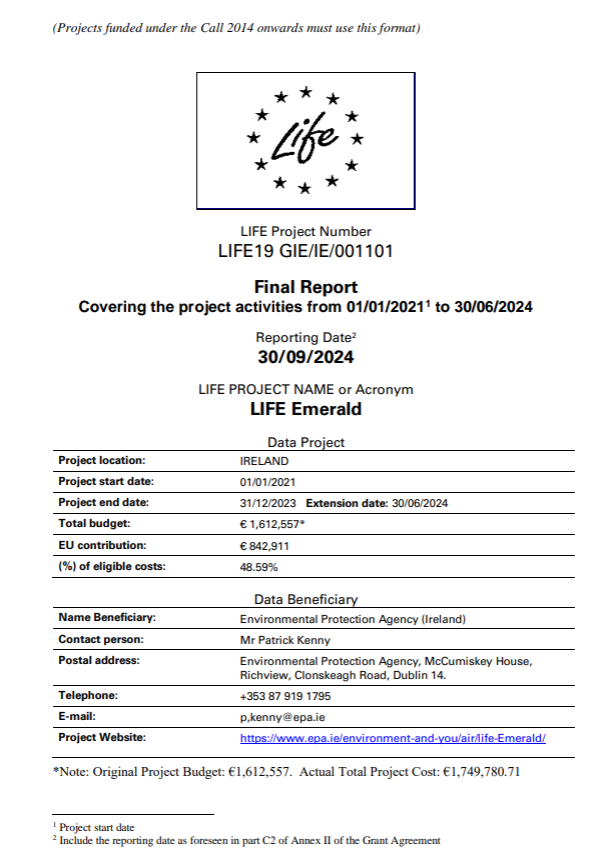 (Projects funded under the Call 2014 onwards must use this format)
Life
LIFE Project Number
LIFE19 GIE/IE/001101
Final Report
Covering the project activities from 01/01/2021¹ to 30/06/2024
Reporting Date²
30/09/2024
LIFE PROJECT NAME or Acronym
LIFE Emerald
Data Project
Project location: IRELAND
Project start date: 01/01/2021
Project end date: 31/12/2023 Extension date: 30/06/2024
Total budget: € 1,612,557*
EU contribution: € 842,911
(%) of eligible costs: 48.59%
Data Beneficiary
Name Beneficiary: Environmental Protection Agency (Ireland)
Contact person: Mr Patrick Kenny
Postal address: Environmental Protection Agency, McCumiskey House,
Richview, Clonskeagh Road, Dublin 14.
Telephone: +353 87 919 1795
E-mail: p,kenny@epa.ie
Project Website: https://www.epa.ie/environment-and-you/air/life-Emerald/
*Note: Original Project Budget: €1,612,557. Actual Total Project Cost: €1,749,780.71
¹ Project start date
² Include the reporting date as foreseen in part C2 of Annex II of the Grant Agreement